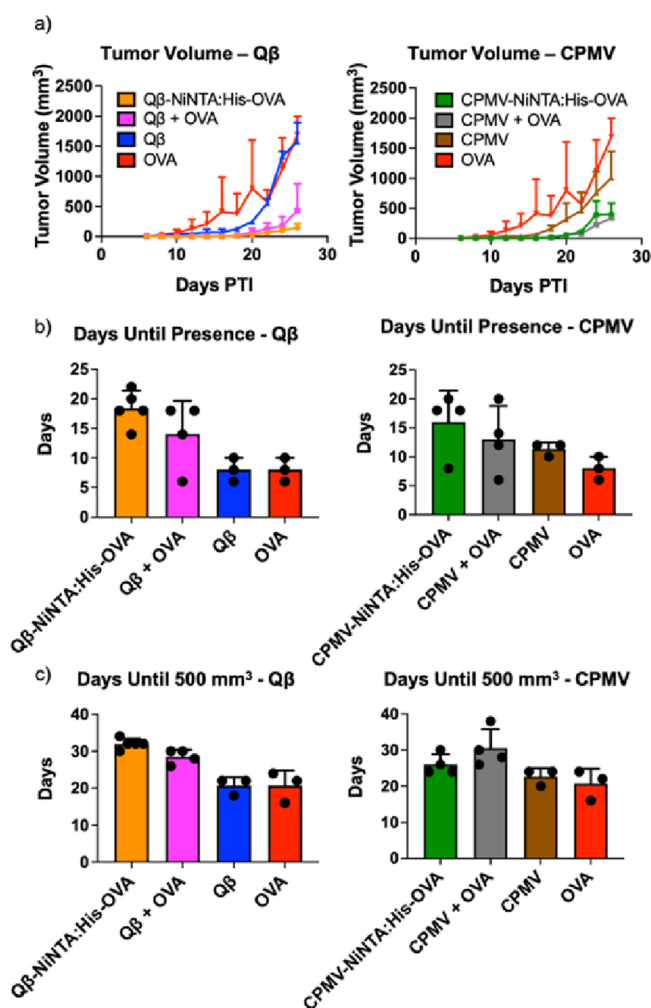 a)
Tumor Volume – Qβ
Tumor Volume (mm³)
2500
2000
1500
1000
500
0
Qβ-NiNTA:His-OVA
Qβ + OVA
Qβ
OVA
0
10
20
30
Days PTI
Tumor Volume – CPMV
Tumor Volume (mm³)
2500
2000
1500
1000
500
0
CPMV-NiNTA:His-OVA
CPMV + OVA
CPMV
OVA
0
10
20
30
Days PTI
b)
Days Until Presence - Qβ
Days
25
20
15
10
5
0
Qβ-NiNTA:His-OVA
Qβ + OVA
Qβ
OVA
Days Until Presence - CPMV
Days
25
20
15
10
5
0
CPMV-NiNTA:His-OVA
CPMV + OVA
CPMV
OVA
c)
Days Until 500 mm³ - Qβ
Days
40
30
20
10
0
Qβ-NiNTA:His-OVA
Qβ + OVA
Qβ
OVA
Days Until 500 mm³ - CPMV
Days
40
30
20
10
0
CPMV-NiNTA:His-OVA
CPMV + OVA
CPMV
OVA